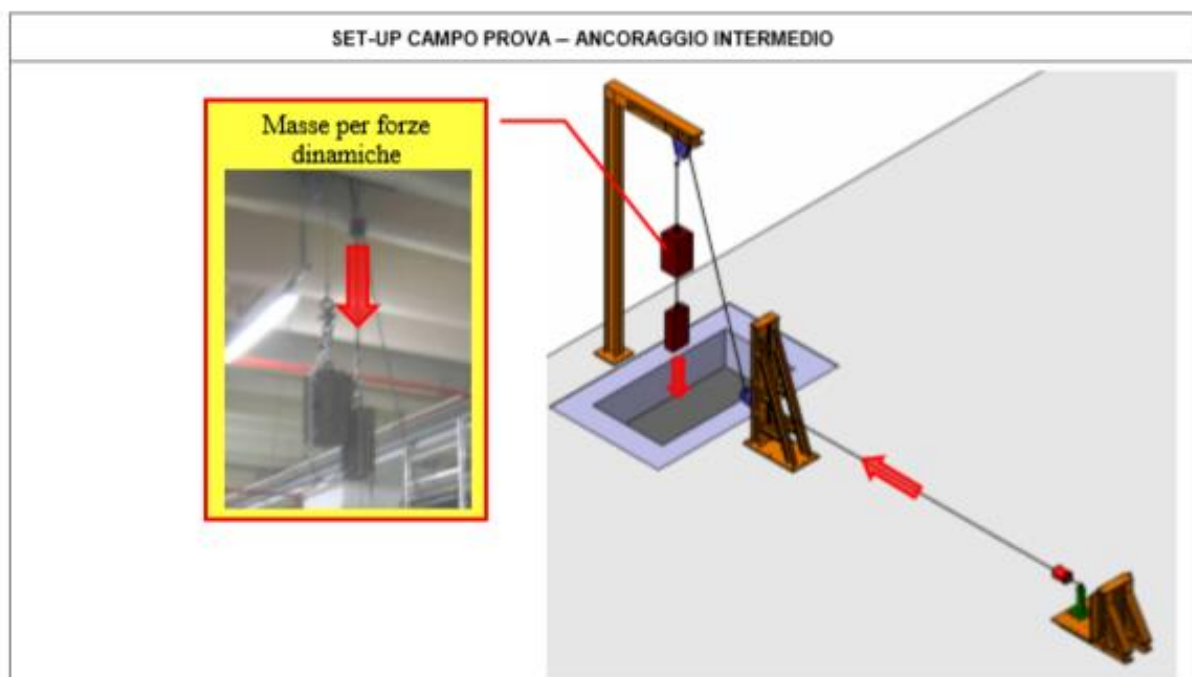 SET-UP CAMPO PROVA – ANCORAGGIO INTERMEDIO
Masse per forze
dinamiche